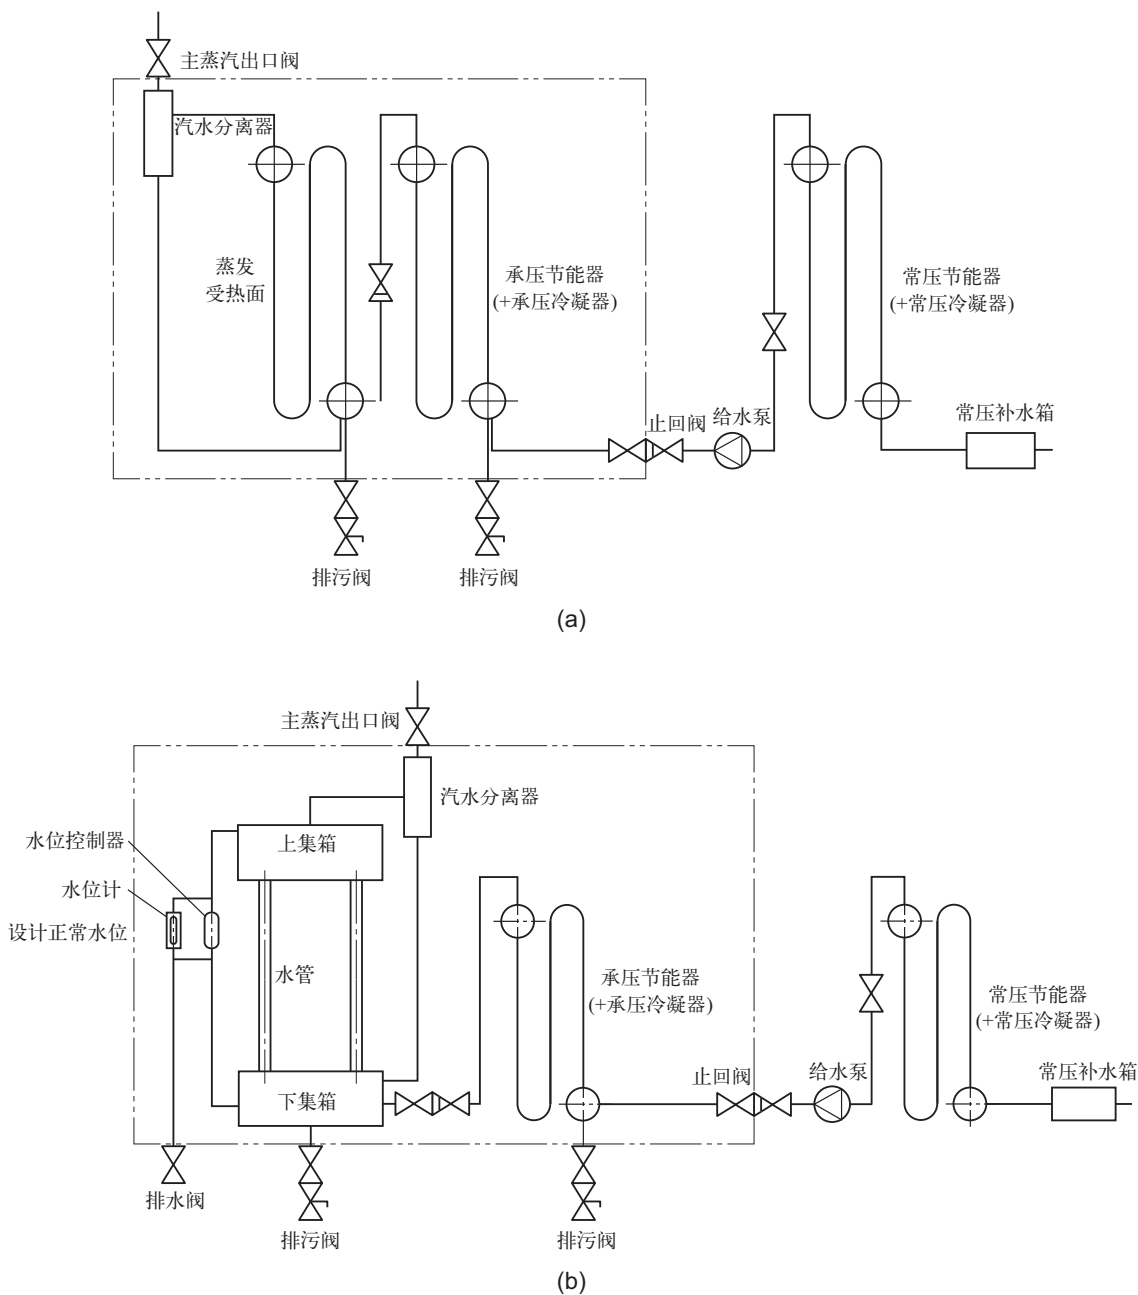 主蒸汽出口阀
汽水分离器
蒸发
受热面
承压节能器
(+承压冷凝器)
常压节能器
(+常压冷凝器)
止回阀
给水泵
常压补水箱
排污阀
排污阀
(a)
主蒸汽出口阀
汽水分离器
水位控制器
上集箱
水位计
设计正常水位
水管
承压节能器
(+承压冷凝器)
常压节能器
(+常压冷凝器)
止回阀
给水泵
常压补水箱
下集箱
排水阀
排污阀
排污阀
(b)